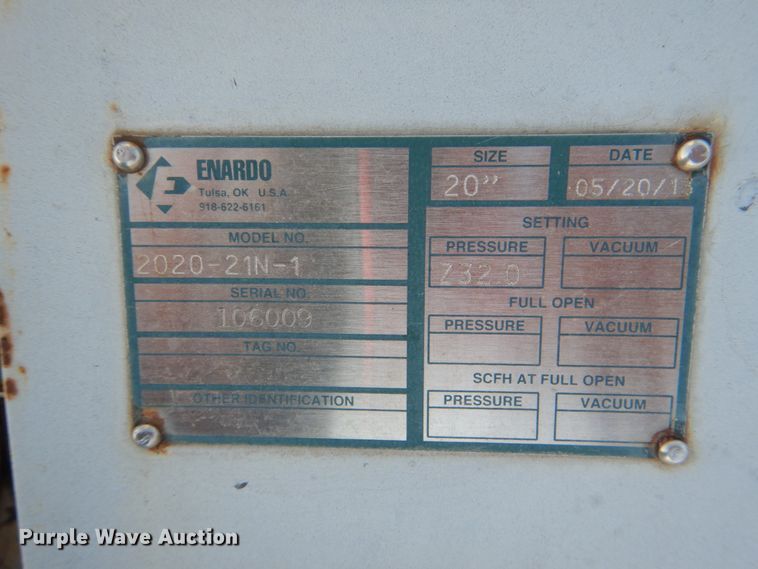 ENARDO
Tulsa, OK U.S.A.
918-622-6161
MODEL NO.
2020-21N-1
SERIAL NO.
106009
TAG NO.
OTHER IDENTIFICATION
SIZE
20”
DATE
05/20/13
SETTING
PRESSURE
Z32.0
VACUUM
FULL OPEN
PRESSURE
VACUUM
SCFH AT FULL OPEN
PRESSURE
VACUUM
Purple Wave Auction